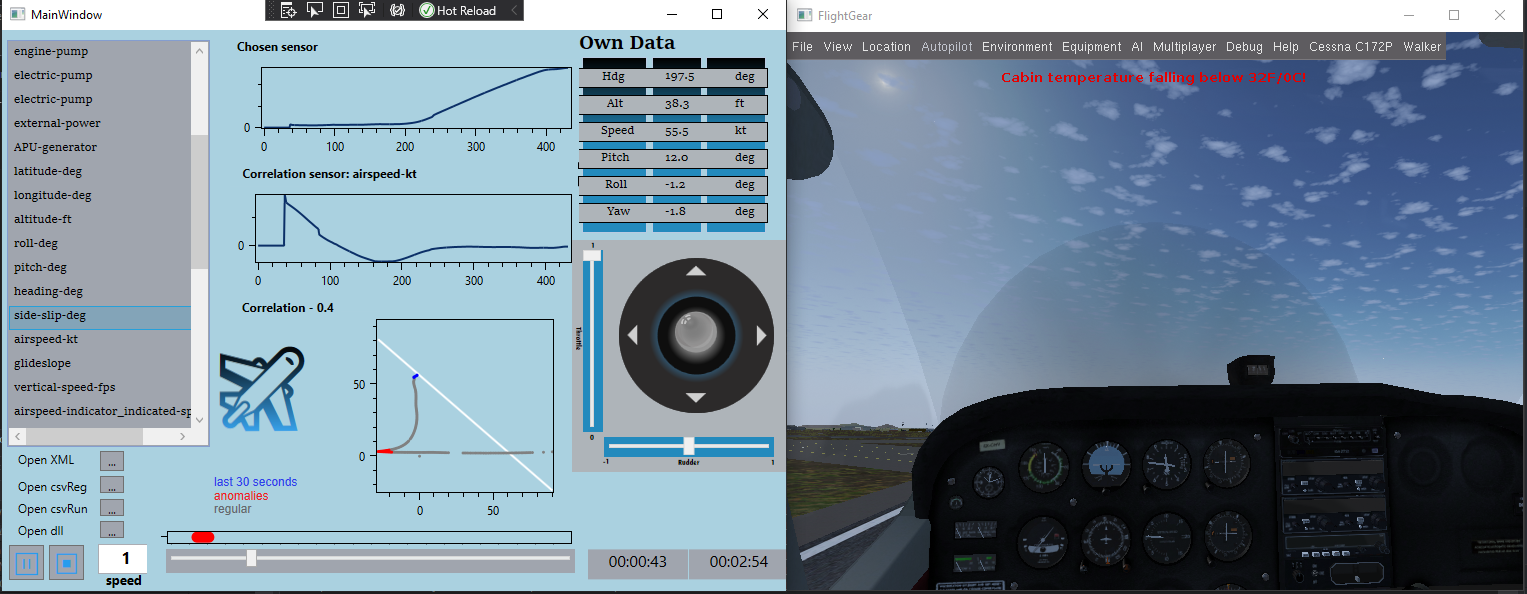 MainWindow
Hot Reload
engine-pump
electric-pump
electric-pump
external-power
APU-generator
latitude-deg
longitude-deg
altitude-ft
roll-deg
pitch-deg
heading-deg
side-slip-deg
airspeed-kt
glideslope
vertical-speed-fps
airspeed-indicator_indicated-sp
Open XML ...
Open csvReg ...
Open csvRun ...
Open dll ...
1
speed
Chosen sensor
0
0 100 200 300 400
Correlation sensor: airspeed-kt
0
0 100 200 300 400
Correlation - 0.4
50
0
0 50
last 30 seconds
anomalies
regular
Own Data
Hdg 197.5 deg
Alt 38.3 ft
Speed 55.5 kt
Pitch 12.0 deg
Roll -1.2 deg
Yaw -1.8 deg
1
Throttle
0
-1 Rudder 1
00:00:43 00:02:54
FlightGear
File View Location Autopilot Environment Equipment AI Multiplayer Debug Help Cessna C172P Walker
Cabin temperature falling below 32F/0C!